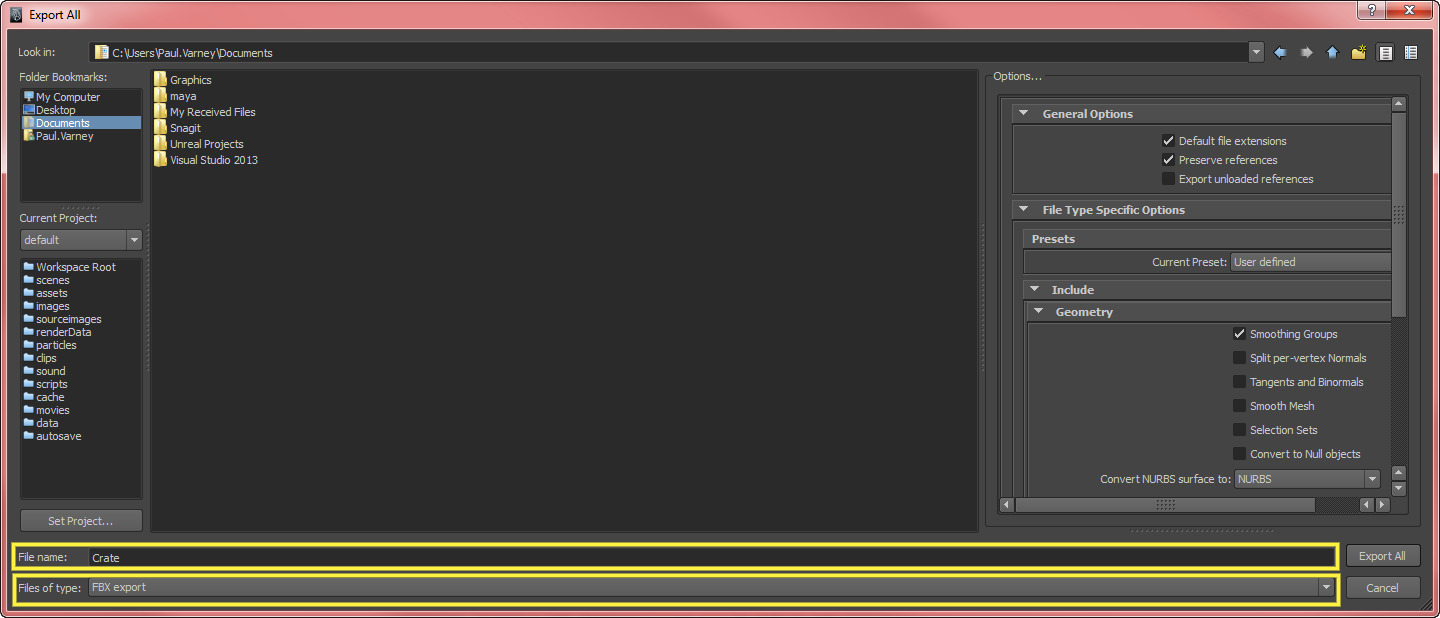 Export All
Look in: C:\Users\Paul.Varney\Documents
Folder Bookmarks:
My Computer
Desktop
Documents
Paul.Varney
Current Project:
default
Workspace Root
scenes
assets
images
sourceimages
renderData
particles
clips
sound
scripts
cache
movies
data
autosave
Set Project...
Graphics
maya
My Received Files
Snagit
Unreal Projects
Visual Studio 2013
Options...
General Options
Default file extensions
Preserve references
Export unloaded references
File Type Specific Options
Presets
Current Preset: User defined
Include
Geometry
Smoothing Groups
Split per-vertex Normals
Tangents and Binormals
Smooth Mesh
Selection Sets
Convert to Null objects
Convert NURBS surface to: NURBS
File name: Crate
Export All
Files of type: FBX export
Cancel